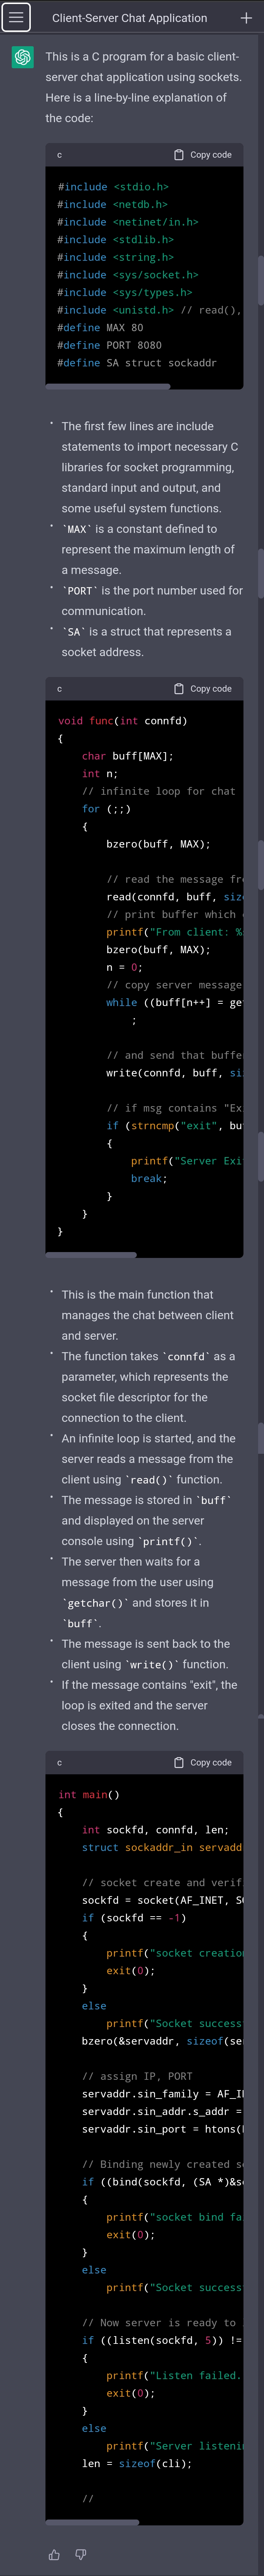 Client-Server Chat Application
This is a C program for a basic client-
server chat application using sockets.
Here is a line-by-line explanation of
the code:
c Copy code
#include <stdio.h>
#include <netdb.h>
#include <netinet/in.h>
#include <stdlib.h>
#include <string.h>
#include <sys/socket.h>
#include <sys/types.h>
#include <unistd.h> // read(),
#define MAX 80
#define PORT 8080
#define SA struct sockaddr
• The first few lines are include
statements to import necessary C
libraries for socket programming,
standard input and output, and
some useful system functions.
• `MAX` is a constant defined to
represent the maximum length of
a message.
• `PORT` is the port number used for
communication.
• `SA` is a struct that represents a
socket address.
c Copy code
void func(int connfd)
{
    char buff[MAX];
    int n;
    // infinite loop for chat
    for (;;)
    {
        bzero(buff, MAX);
        // read the message fr
        read(connfd, buff, siz
        // print buffer which
        printf("From client: %
        bzero(buff, MAX);
        n = 0;
        // copy server message
        while ((buff[n++] = ge
            ;
        // and send that buffe
        write(connfd, buff, si
        // if msg contains "Ex
        if (strncmp("exit", bu
        {
            printf("Server Exi
            break;
        }
    }
}
• This is the main function that
manages the chat between client
and server.
• The function takes `connfd` as a
parameter, which represents the
socket file descriptor for the
connection to the client.
• An infinite loop is started, and the
server reads a message from the
client using `read()` function.
• The message is stored in `buff`
and displayed on the server
console using `printf()`.
• The server then waits for a
message from the user using
`getchar()` and stores it in
`buff`.
• The message is sent back to the
client using `write()` function.
• If the message contains "exit", the
loop is exited and the server
closes the connection.
c Copy code
int main()
{
    int sockfd, connfd, len;
    struct sockaddr_in servadd
    // socket create and verif
    sockfd = socket(AF_INET, SO
    if (sockfd == -1)
    {
        printf("socket creation
        exit(0);
    }
    else
        printf("Socket success
    bzero(&servaddr, sizeof(se
    // assign IP, PORT
    servaddr.sin_family = AF_I
    servaddr.sin_addr.s_addr =
    servaddr.sin_port = htons(
    // Binding newly created s
    if ((bind(sockfd, (SA *)&s
    {
        printf("socket bind fa
        exit(0);
    }
    else
        printf("Socket success
    // Now server is ready to
    if ((listen(sockfd, 5)) !=
    {
        printf("Listen failed.
        exit(0);
    }
    else
        printf("Server listenin
    len = sizeof(cli);
    //